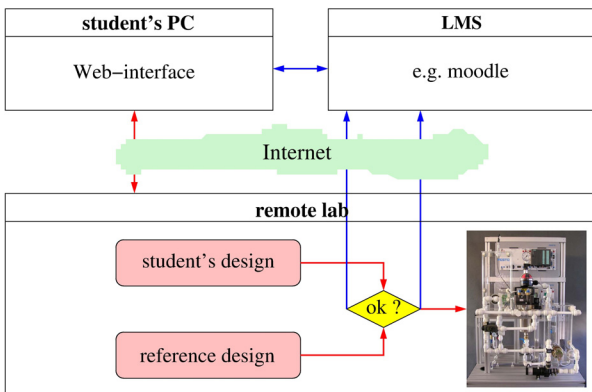 student's PC
LMS
Web-interface
e.g. moodle
Internet
remote lab
student's design
ok ?
reference design